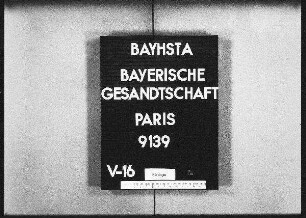 BAYHSTA
BAYERISCHE
GESANDTSCHAFT
PARIS
9139
V-16